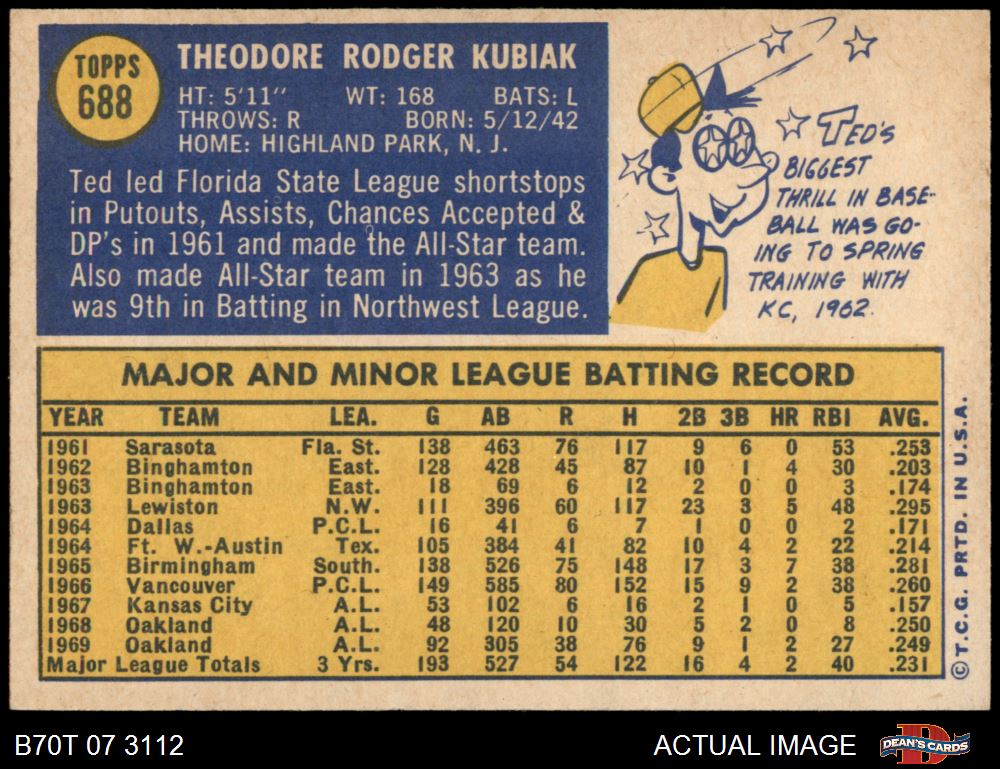 TOPPS
688
THEODORE RODGER KUBIAK
HT: 5'11" WT: 168 BATS: L
THROWS: R BORN: 5/12/42
HOME: HIGHLAND PARK, N. J.
Ted led Florida State League shortstops
in Putouts, Assists, Chances Accepted &
DP's in 1961 and made the All-Star team.
Also made All-Star team in 1963 as he
was 9th in Batting in Northwest League.
TED'S
BIGGEST
THRILL IN BASE-
BALL WAS GO-
ING TO SPRING
TRAINING WITH
KC, 1962.
MAJOR AND MINOR LEAGUE BATTING RECORD
YEAR TEAM LEA. G AB R H 2B 3B HR RBI AVG.
1961 Sarasota Fla. St. 138 463 76 117 9 6 0 53 .253
1962 Binghamton East. 128 428 45 87 10 1 4 30 .203
1963 Binghamton East. 18 69 6 12 2 0 0 3 .174
1963 Lewiston N.W. 111 396 60 117 23 3 5 48 .295
1964 Dallas P.C.L. 16 41 6 7 1 0 0 2 .171
1964 Ft. W.-Austin Tex. 105 384 41 82 10 4 2 22 .214
1965 Birmingham South. 138 526 75 148 17 3 7 38 .281
1966 Vancouver P.C.L. 149 585 80 152 15 9 2 38 .260
1967 Kansas City A.L. 53 102 6 16 2 1 0 5 .157
1968 Oakland A.L. 48 120 10 30 5 2 0 8 .250
1969 Oakland A.L. 92 305 38 76 9 1 2 27 .249
Major League Totals 3 Yrs. 193 527 54 122 16 4 2 40 .231
© T.C.G. PRTD. IN U.S.A.
B70T 07 3112 ACTUAL IMAGE
DEAN'S CARDS